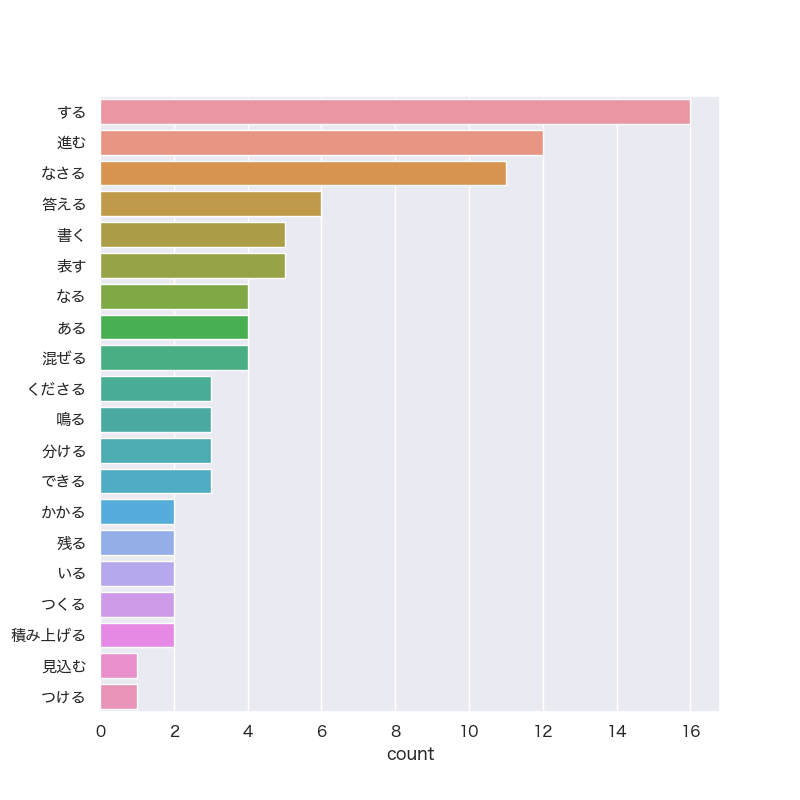 する
進む
なさる
答える
書く
表す
なる
ある
混ぜる
くださる
鳴る
分ける
できる
かかる
残る
いる
つくる
積み上げる
見込む
つける
0 2 4 6 8 10 12 14 16
count